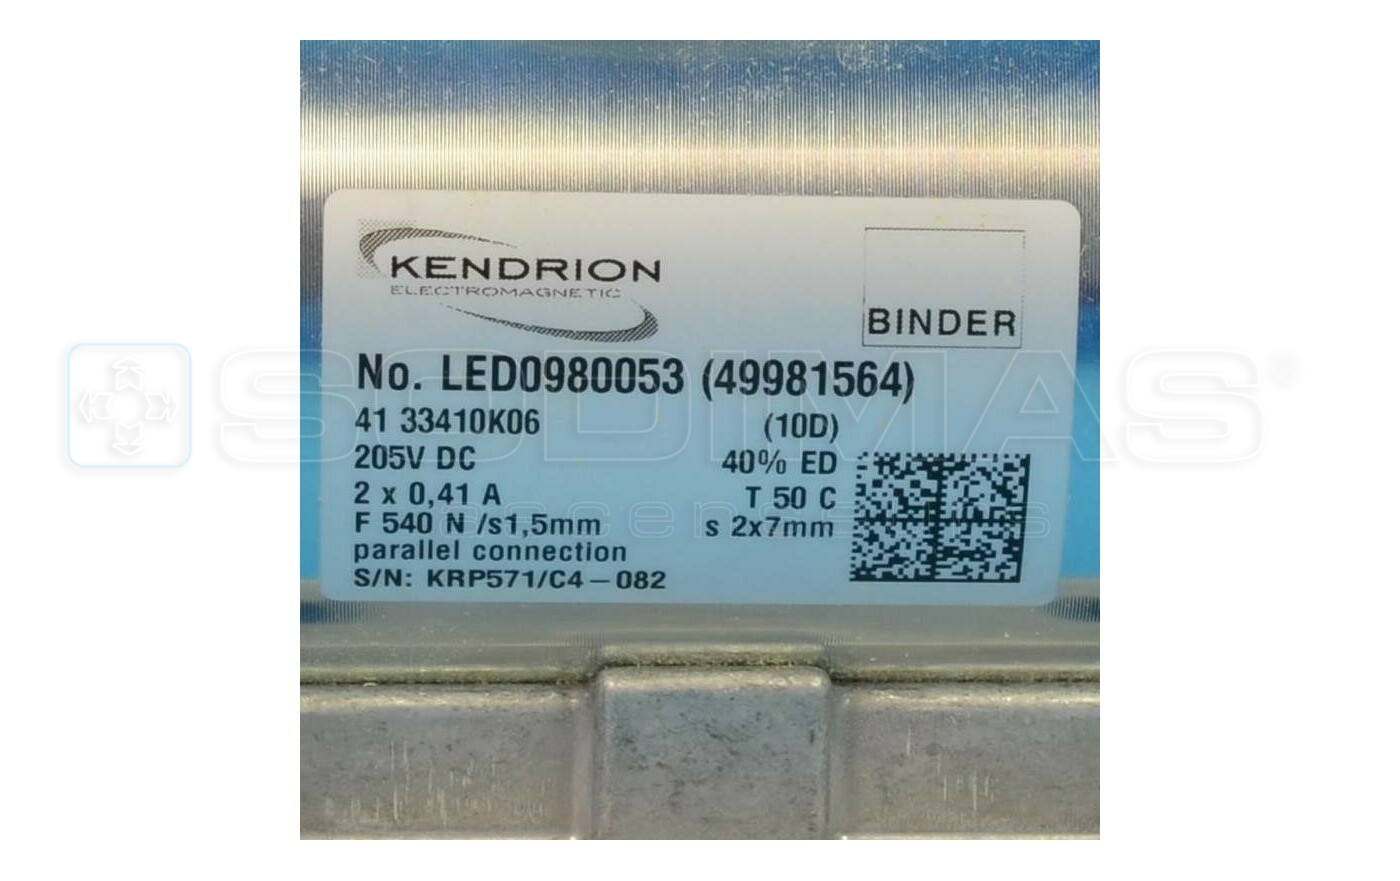 KENDRION
ELECTROMAGNETIC
BINDER
No. LED0980053 (49981564)
41 33410K06 (10D)
205V DC 40% ED
2 x 0,41 A T 50 C
F 540 N /s1,5mm s 2x7mm
parallel connection
S/N: KRP571/C4-082
SODIMAS®